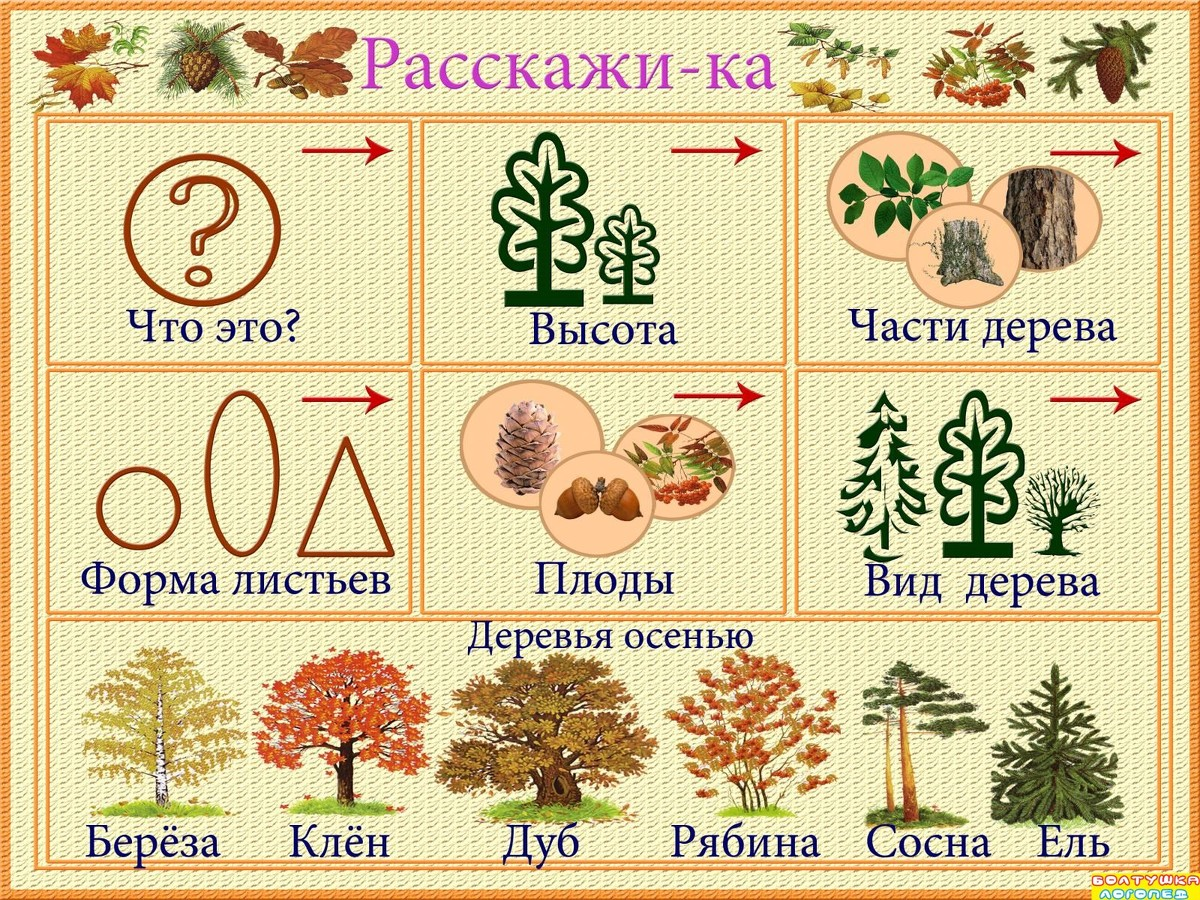 Расскажи-ка
Что это?
Высота
Части дерева
Форма листьев
Плоды
Вид дерева
Деревья осенью
Берёза
Клён
Дуб
Рябина
Сосна
Ель
БОЛТУШКА
ЛОГОПЕД